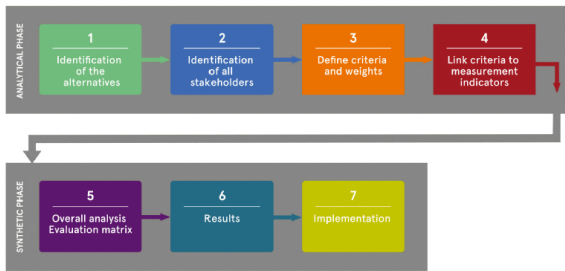 ANALYTICAL PHASE
1
Identification
of the
alternatives
2
Identification
of all
stakeholders
3
Define criteria
and weights
4
Link criteria to
measurement
indicators
SYNTHETIC PHASE
5
Overall analysis
Evaluation matrix
6
Results
7
Implementation